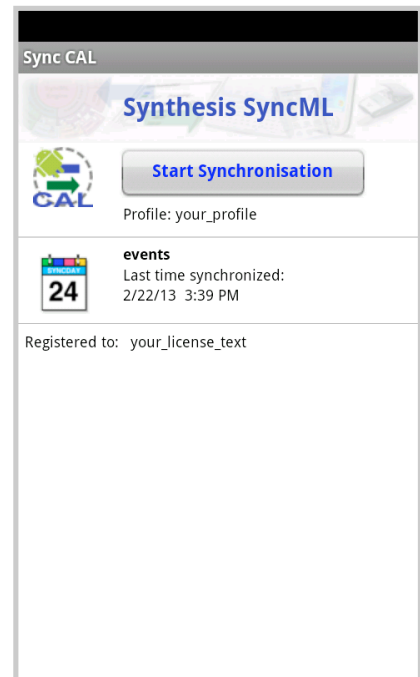 Sync CAL
Synthesis SyncML
CAL
Start Synchronisation
Profile: your_profile
SYNCDAY
24
events
Last time synchronized:
2/22/13 3:39 PM
Registered to: your_license_text